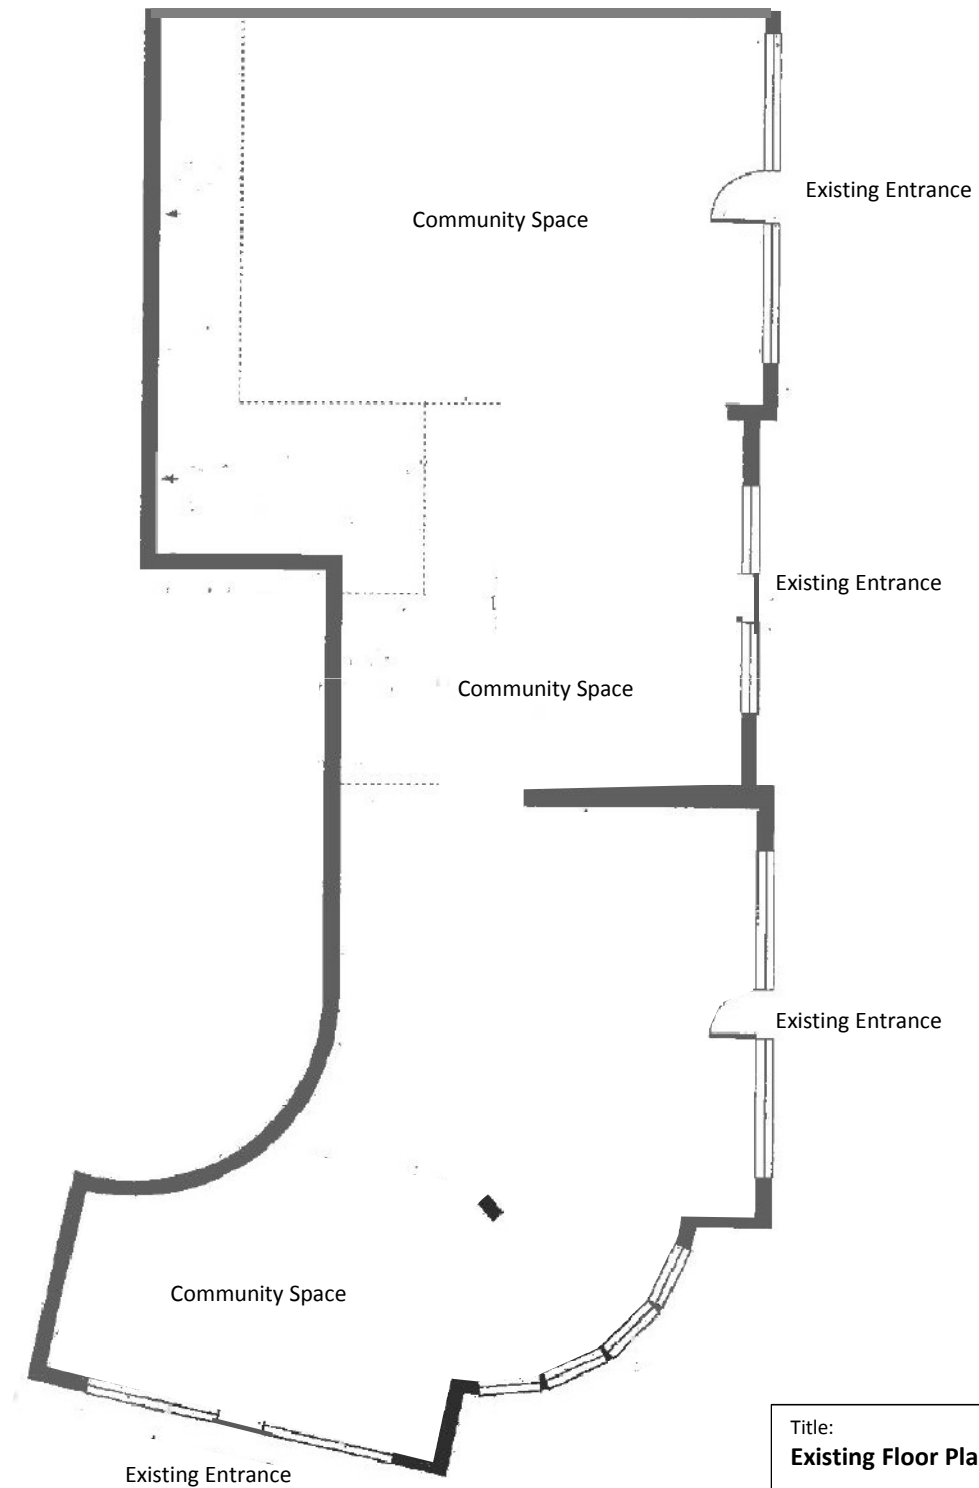 Existing Entrance
Community Space
Existing Entrance
Community Space
Existing Entrance
Community Space
Existing Entrance
Title:
Existing Floor Pla